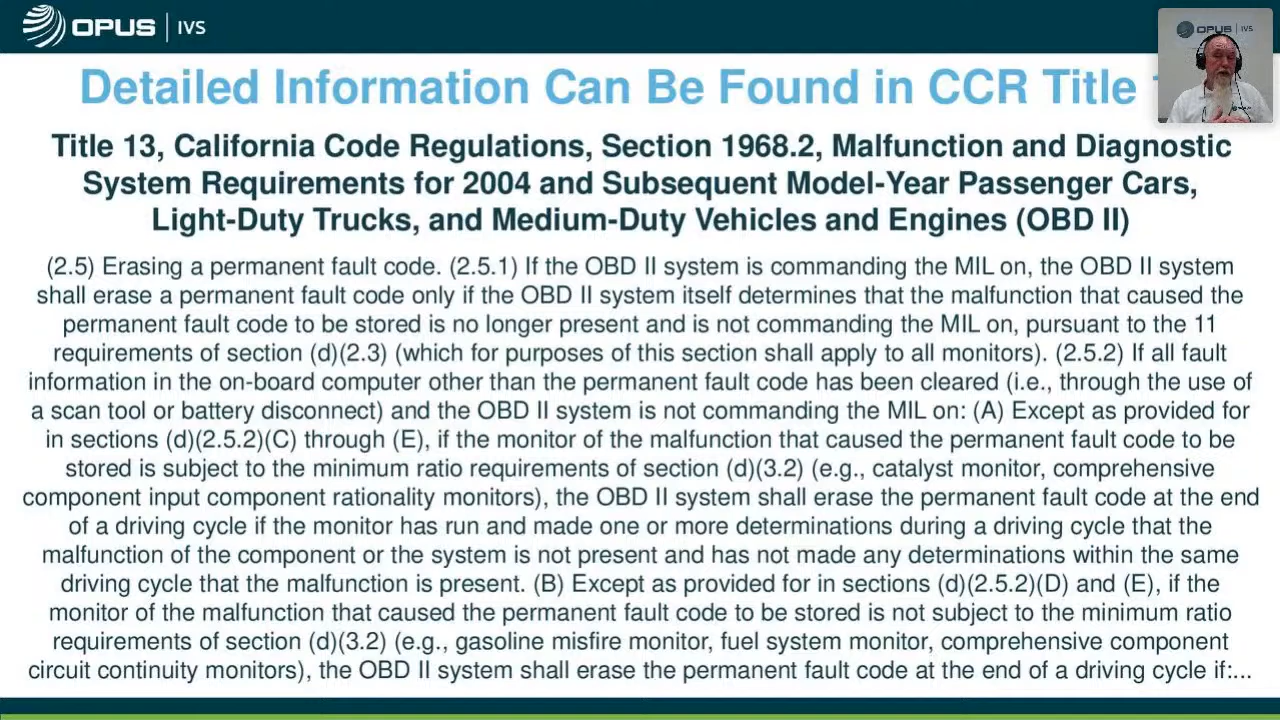 OPUS | IVS
OPUS | IVS
Detailed Information Can Be Found in CCR Title
Title 13, California Code Regulations, Section 1968.2, Malfunction and Diagnostic
System Requirements for 2004 and Subsequent Model-Year Passenger Cars,
Light-Duty Trucks, and Medium-Duty Vehicles and Engines (OBD II)
(2.5) Erasing a permanent fault code. (2.5.1) If the OBD II system is commanding the MIL on, the OBD II system
shall erase a permanent fault code only if the OBD II system itself determines that the malfunction that caused the
permanent fault code to be stored is no longer present and is not commanding the MIL on, pursuant to the 11
requirements of section (d)(2.3) (which for purposes of this section shall apply to all monitors). (2.5.2) If all fault
information in the on-board computer other than the permanent fault code has been cleared (i.e., through the use of
a scan tool or battery disconnect) and the OBD II system is not commanding the MIL on: (A) Except as provided for
in sections (d)(2.5.2)(C) through (E), if the monitor of the malfunction that caused the permanent fault code to be
stored is subject to the minimum ratio requirements of section (d)(3.2) (e.g., catalyst monitor, comprehensive
component input component rationality monitors), the OBD II system shall erase the permanent fault code at the end
of a driving cycle if the monitor has run and made one or more determinations during a driving cycle that the
malfunction of the component or the system is not present and has not made any determinations within the same
driving cycle that the malfunction is present. (B) Except as provided for in sections (d)(2.5.2)(D) and (E), if the
monitor of the malfunction that caused the permanent fault code to be stored is not subject to the minimum ratio
requirements of section (d)(3.2) (e.g., gasoline misfire monitor, fuel system monitor, comprehensive component
circuit continuity monitors), the OBD II system shall erase the permanent fault code at the end of a driving cycle if:...